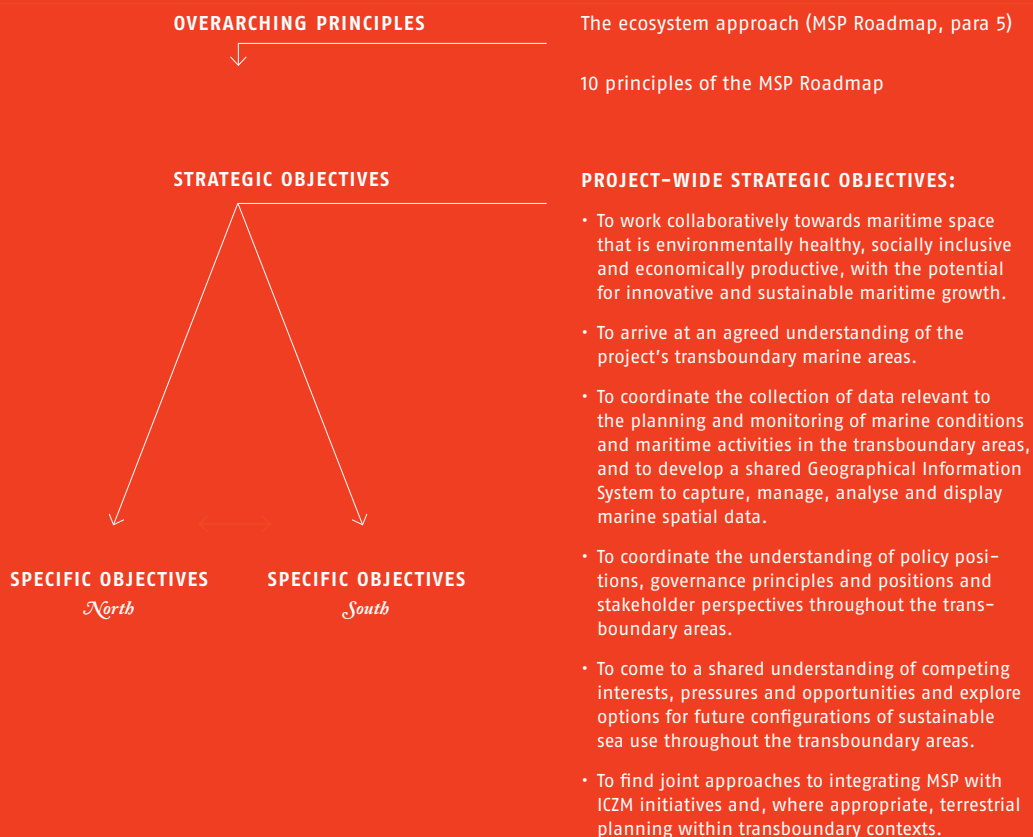 OVERARCHING PRINCIPLES
The ecosystem approach (MSP Roadmap, para 5)
10 principles of the MSP Roadmap
STRATEGIC OBJECTIVES
PROJECT-WIDE STRATEGIC OBJECTIVES:
• To work collaboratively towards maritime space
that is environmentally healthy, socially inclusive
and economically productive, with the potential
for innovative and sustainable maritime growth.
• To arrive at an agreed understanding of the
project's transboundary marine areas.
• To coordinate the collection of data relevant to
the planning and monitoring of marine conditions
and maritime activities in the transboundary areas,
and to develop a shared Geographical Information
System to capture, manage, analyse and display
marine spatial data.
• To coordinate the understanding of policy posi-
tions, governance principles and positions and
stakeholder perspectives throughout the trans-
boundary areas.
• To come to a shared understanding of competing
interests, pressures and opportunities and explore
options for future configurations of sustainable
sea use throughout the transboundary areas.
• To find joint approaches to integrating MSP with
ICZM initiatives and, where appropriate, terrestrial
planning within transboundary contexts.
SPECIFIC OBJECTIVES
North
SPECIFIC OBJECTIVES
South